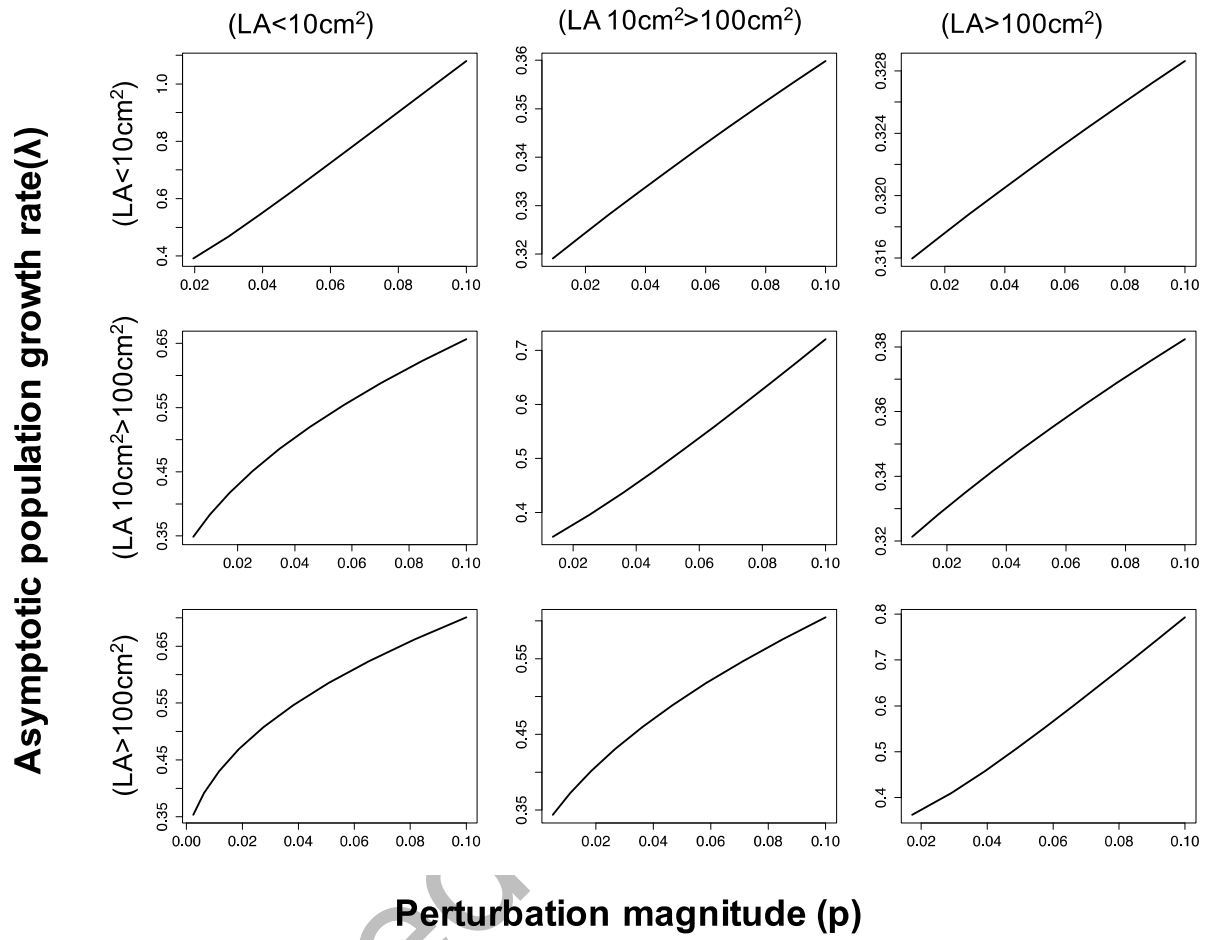 (LA<10cm²)
(LA 10cm²>100cm²)
(LA>100cm²)
Asymptotic population growth rate(λ)
(LA<10cm²)
0.4 0.6 0.8 1.0
0.02 0.04 0.06 0.08 0.10
0.32 0.33 0.34 0.35 0.36
0.02 0.04 0.06 0.08 0.10
0.316 0.320 0.324 0.328
0.02 0.04 0.06 0.08 0.10
(LA 10cm²>100cm²)
0.35 0.45 0.55 0.65
0.02 0.04 0.06 0.08 0.10
0.4 0.5 0.6 0.7
0.02 0.04 0.06 0.08 0.10
0.32 0.34 0.36 0.38
0.02 0.04 0.06 0.08 0.10
(LA>100cm²)
0.35 0.45 0.55 0.65
0.00 0.02 0.04 0.06 0.08 0.10
0.35 0.45 0.55
0.02 0.04 0.06 0.08 0.10
0.4 0.5 0.6 0.7 0.8
0.02 0.04 0.06 0.08 0.10
Perturbation magnitude (p)